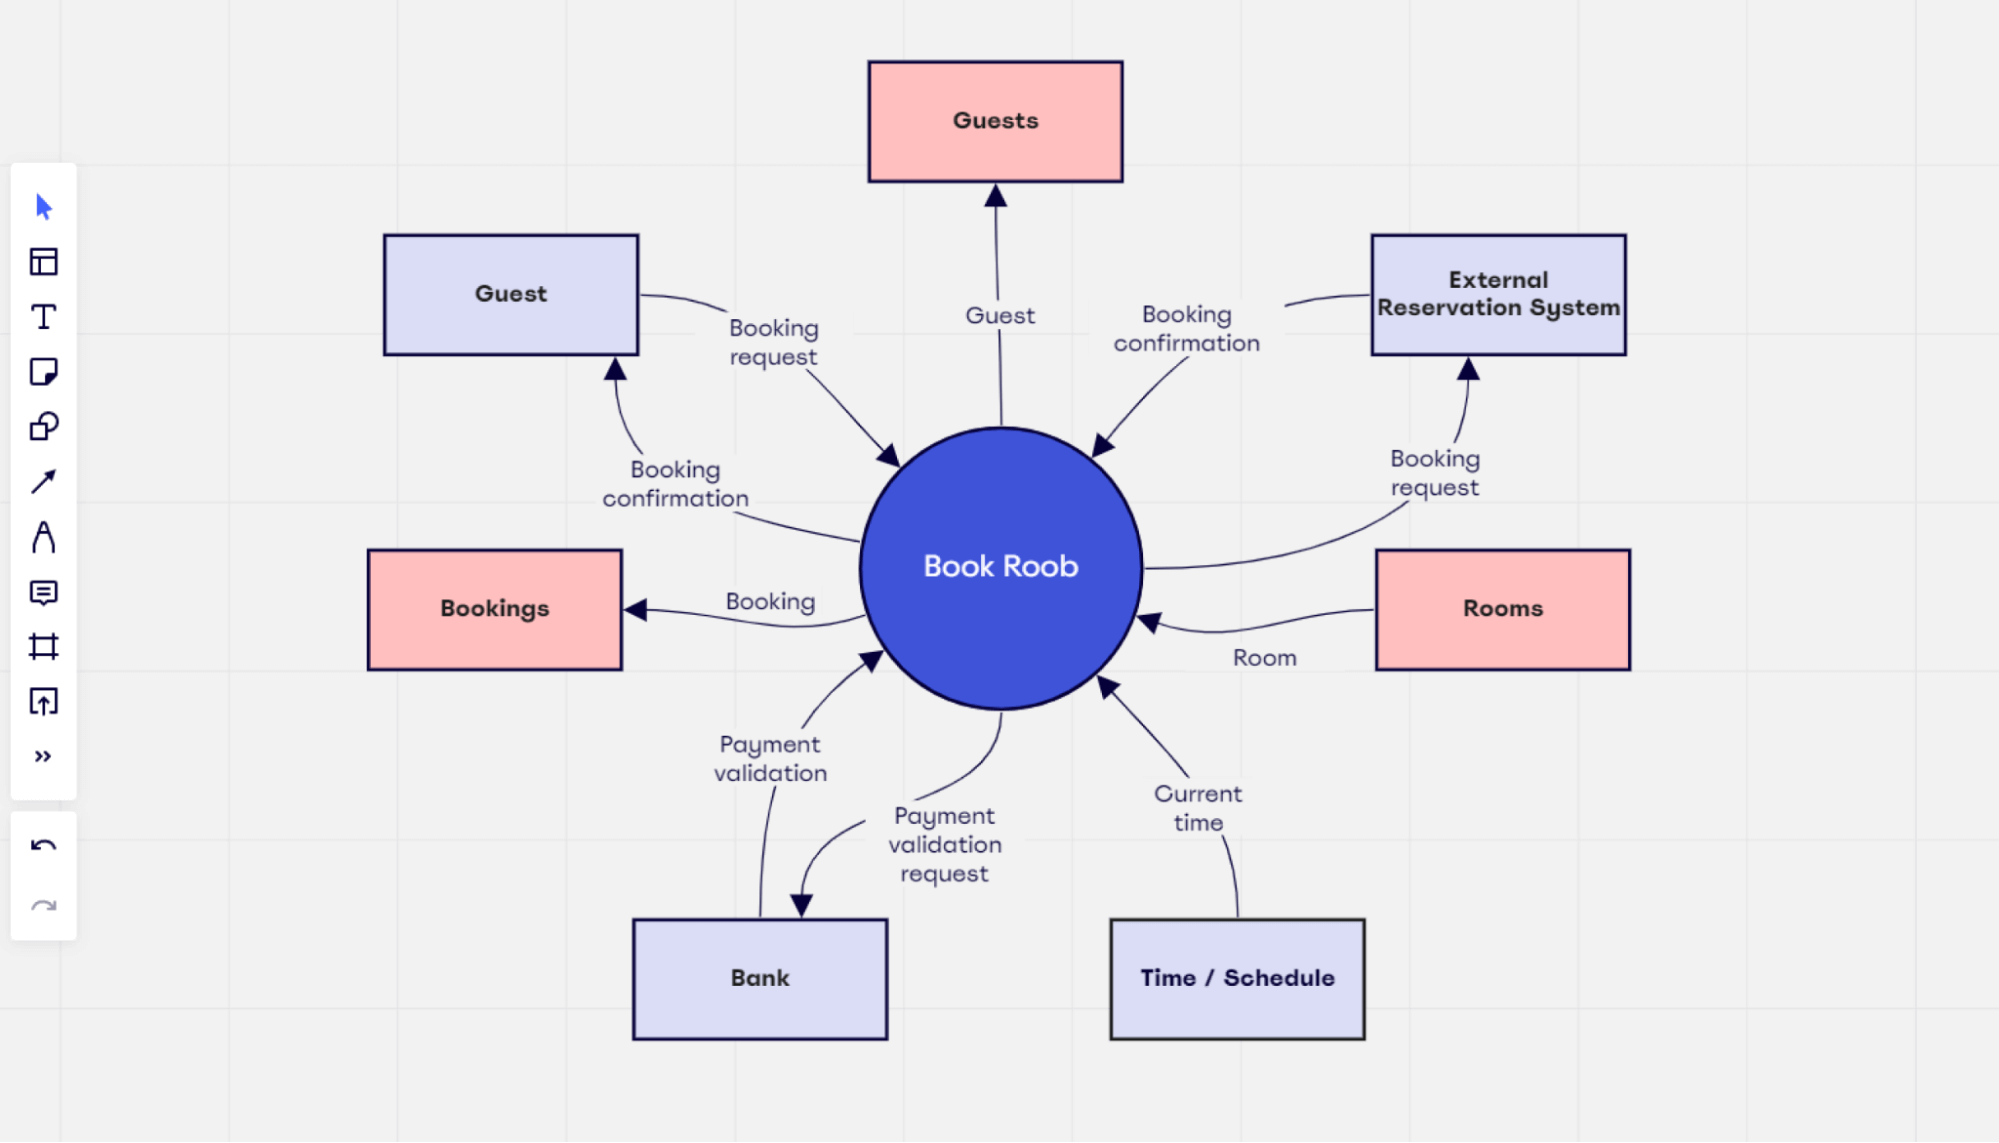 Guests
Guest
External
Reservation System
Booking
request
Guest
Booking
confirmation
Booking
confirmation
Booking
request
Book Roob
Bookings
Booking
Rooms
Room
Payment
validation
Payment
validation
request
Current
time
Bank
Time / Schedule